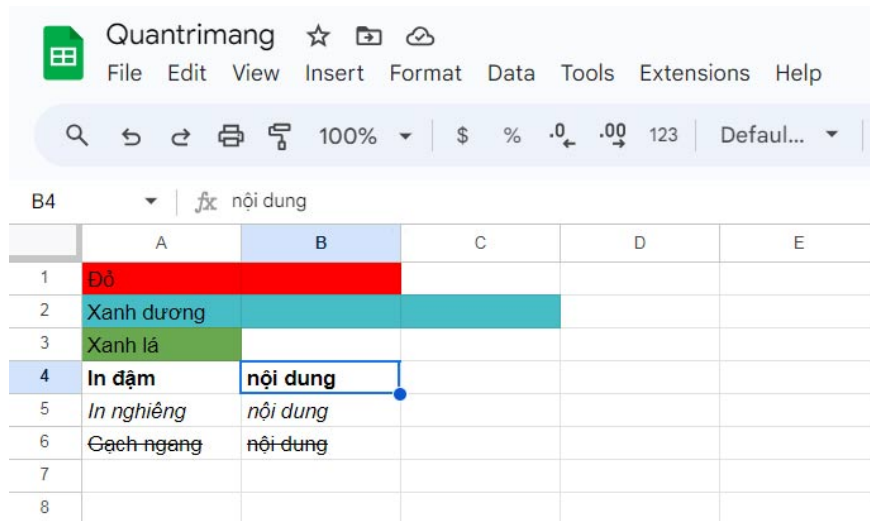 Quantrimang
File Edit View Insert Format Data Tools Extensions Help
100% $ % .0 .00 123 Defaul...
B4 fx nội dung
A B C D E
1 Đỏ
2 Xanh dương
3 Xanh lá
4 In đậm nội dung
5 In nghiêng nội dung
6 Gạch ngang nội dung
7
8